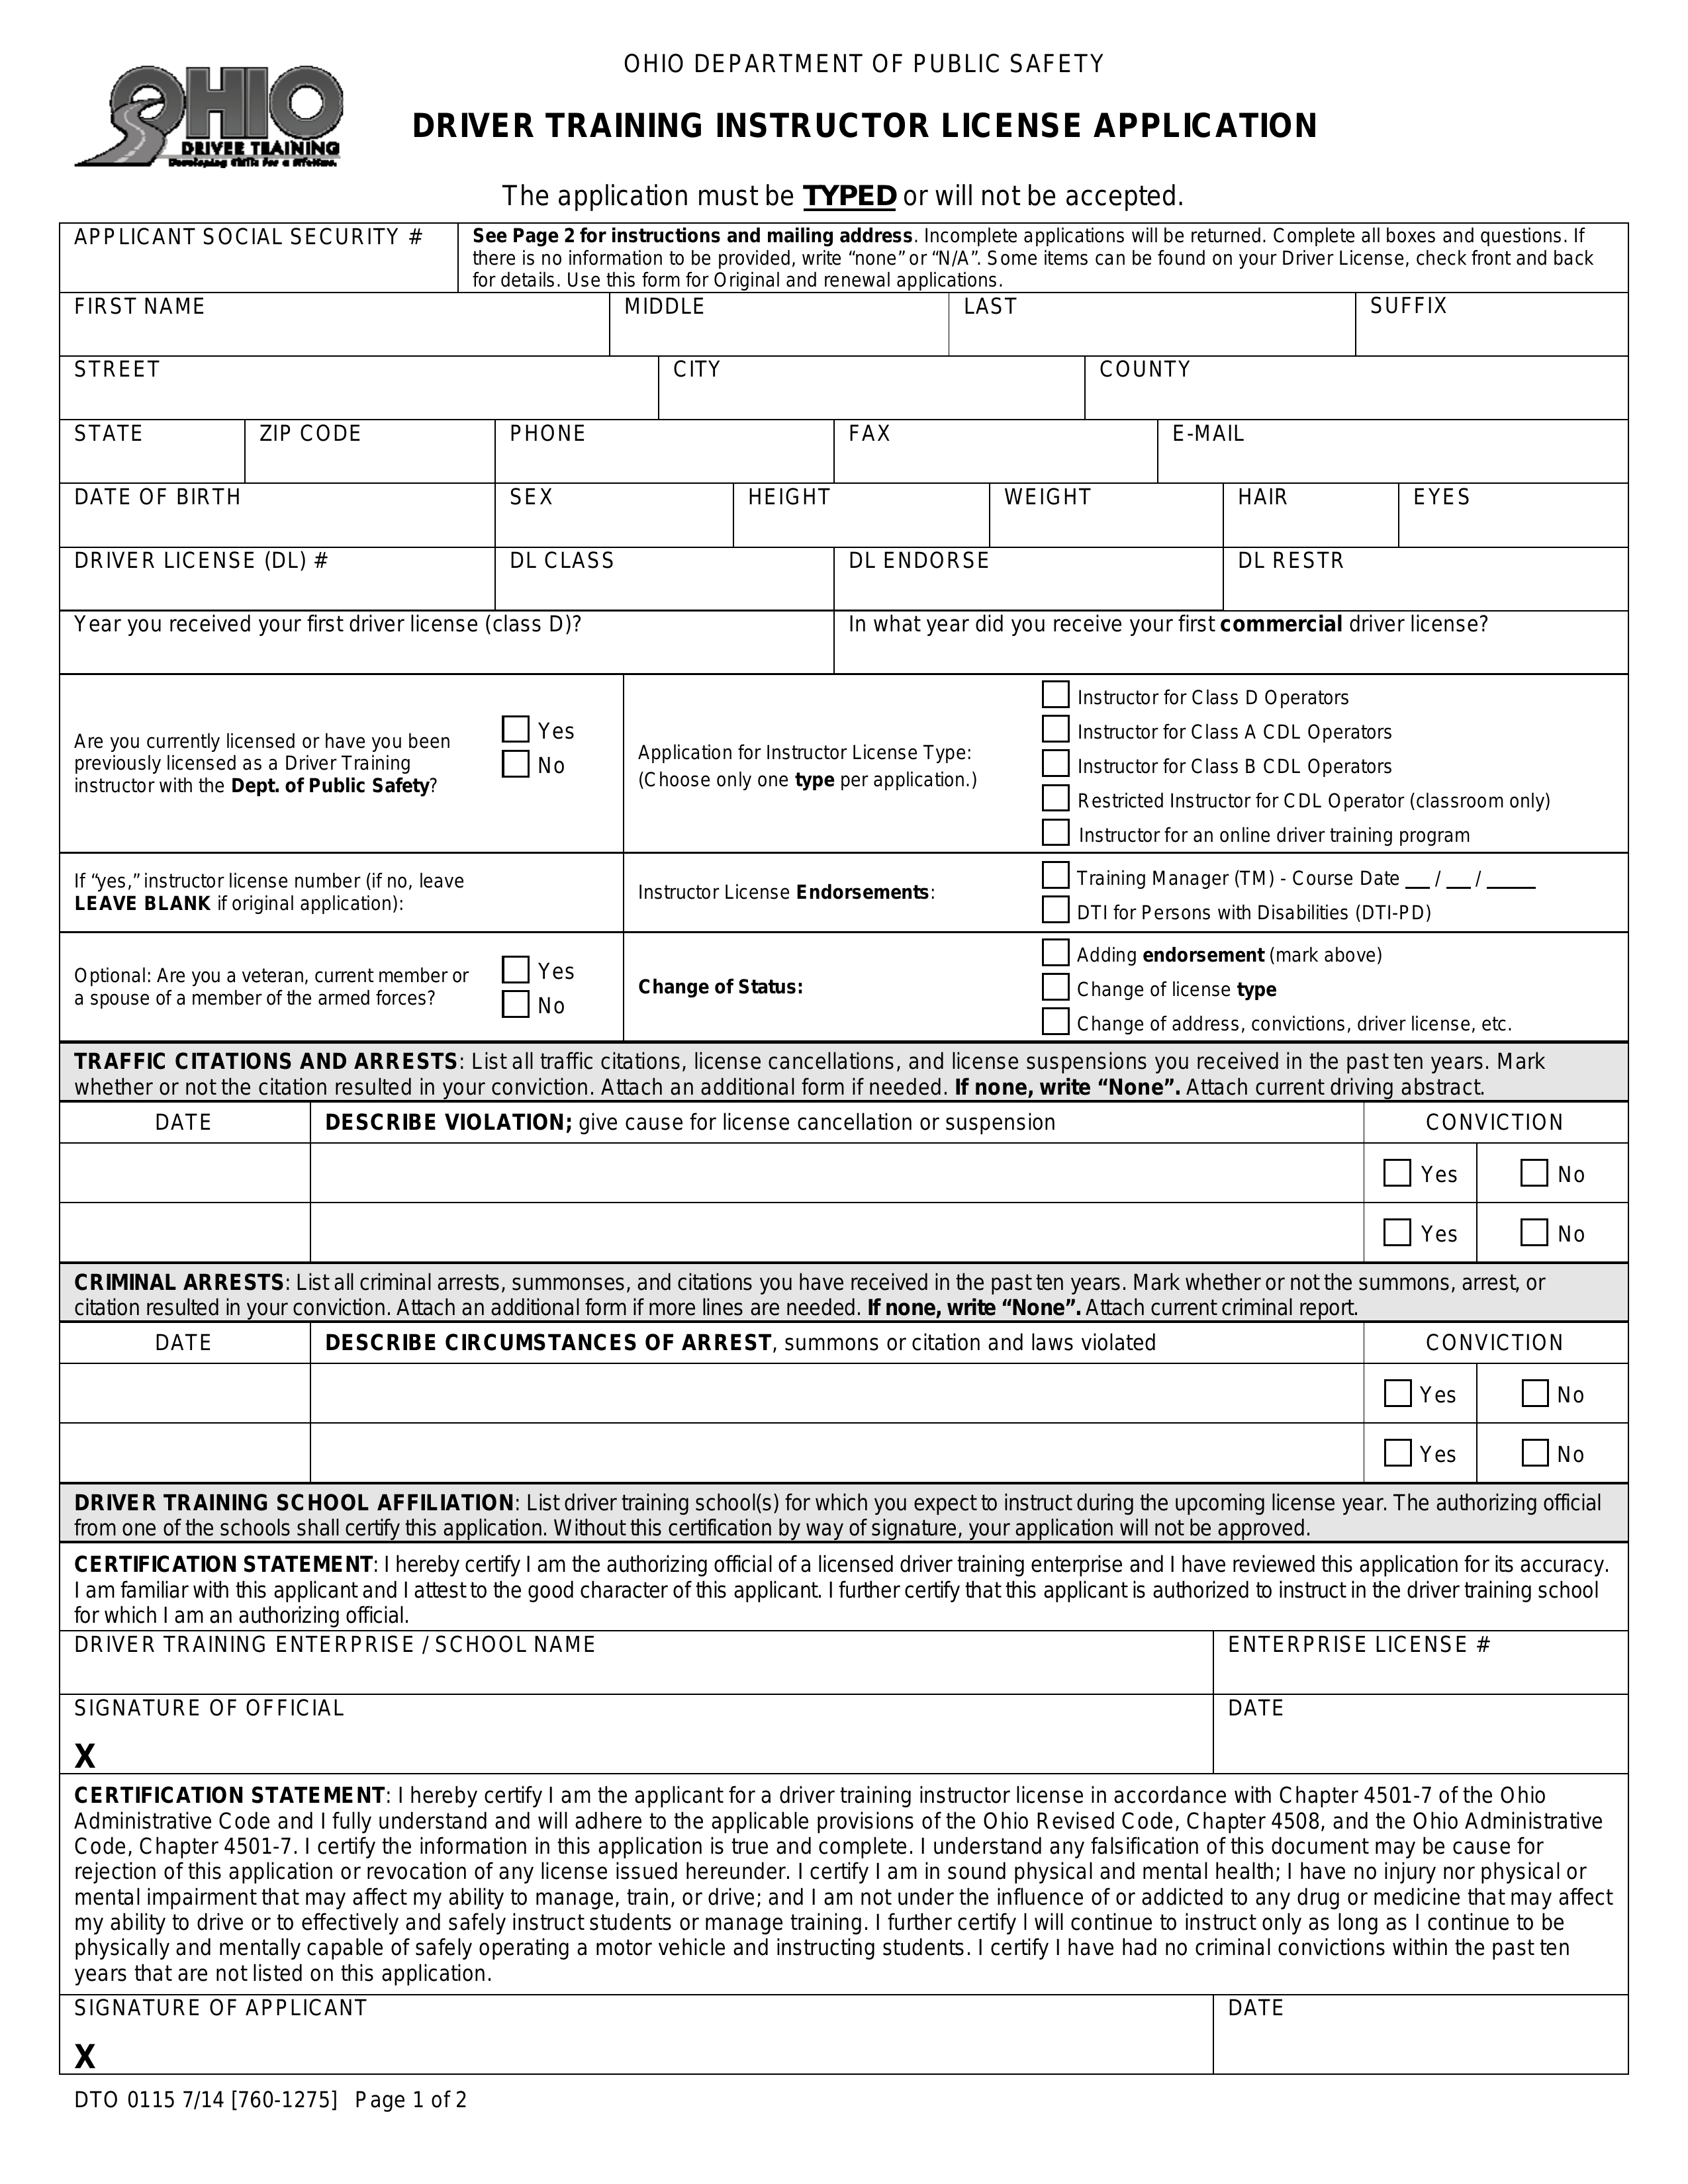 OHIO
DRIVER TRAINING
Developing Skills for a lifetime.
OHIO DEPARTMENT OF PUBLIC SAFETY
DRIVER TRAINING INSTRUCTOR LICENSE APPLICATION
The application must be TYPED or will not be accepted.
APPLICANT SOCIAL SECURITY #
See Page 2 for instructions and mailing address. Incomplete applications will be returned. Complete all boxes and questions. If
there is no information to be provided, write “none” or “N/A”. Some items can be found on your Driver License, check front and back
for details. Use this form for Original and renewal applications.
FIRST NAME MIDDLE LAST SUFFIX
STREET CITY COUNTY
STATE ZIP CODE PHONE FAX E-MAIL
DATE OF BIRTH SEX HEIGHT WEIGHT HAIR EYES
DRIVER LICENSE (DL) # DL CLASS DL ENDORSE DL RESTR
Year you received your first driver license (class D)? In what year did you receive your first commercial driver license?
Are you currently licensed or have you been
previously licensed as a Driver Training
instructor with the Dept. of Public Safety?
Yes
No
Application for Instructor License Type:
(Choose only one type per application.)
Instructor for Class D Operators
Instructor for Class A CDL Operators
Instructor for Class B CDL Operators
Restricted Instructor for CDL Operator (classroom only)
Instructor for an online driver training program
If “yes,” instructor license number (if no, leave
LEAVE BLANK if original application):
Instructor License Endorsements:
Training Manager (TM) - Course Date __ / __ / ____
DTI for Persons with Disabilities (DTI-PD)
Optional: Are you a veteran, current member or
a spouse of a member of the armed forces?
Yes
No
Change of Status:
Adding endorsement (mark above)
Change of license type
Change of address, convictions, driver license, etc.
TRAFFIC CITATIONS AND ARRESTS: List all traffic citations, license cancellations, and license suspensions you received in the past ten years. Mark
whether or not the citation resulted in your conviction. Attach an additional form if needed. If none, write “None”. Attach current driving abstract.
DATE DESCRIBE VIOLATION; give cause for license cancellation or suspension CONVICTION
Yes No
Yes No
CRIMINAL ARRESTS: List all criminal arrests, summonses, and citations you have received in the past ten years. Mark whether or not the summons, arrest, or
citation resulted in your conviction. Attach an additional form if more lines are needed. If none, write “None”. Attach current criminal report.
DATE DESCRIBE CIRCUMSTANCES OF ARREST, summons or citation and laws violated CONVICTION
Yes No
Yes No
DRIVER TRAINING SCHOOL AFFILIATION: List driver training school(s) for which you expect to instruct during the upcoming license year. The authorizing official
from one of the schools shall certify this application. Without this certification by way of signature, your application will not be approved.
CERTIFICATION STATEMENT: I hereby certify I am the authorizing official of a licensed driver training enterprise and I have reviewed this application for its accuracy.
I am familiar with this applicant and I attest to the good character of this applicant. I further certify that this applicant is authorized to instruct in the driver training school
for which I am an authorizing official.
DRIVER TRAINING ENTERPRISE / SCHOOL NAME ENTERPRISE LICENSE #
SIGNATURE OF OFFICIAL DATE
X
CERTIFICATION STATEMENT: I hereby certify I am the applicant for a driver training instructor license in accordance with Chapter 4501-7 of the Ohio
Administrative Code and I fully understand and will adhere to the applicable provisions of the Ohio Revised Code, Chapter 4508, and the Ohio Administrative
Code, Chapter 4501-7. I certify the information in this application is true and complete. I understand any falsification of this document may be cause for
rejection of this application or revocation of any license issued hereunder. I certify I am in sound physical and mental health; I have no injury nor physical or
mental impairment that may affect my ability to manage, train, or drive; and I am not under the influence of or addicted to any drug or medicine that may affect
my ability to drive or to effectively and safely instruct students or manage training. I further certify I will continue to instruct only as long as I continue to be
physically and mentally capable of safely operating a motor vehicle and instructing students. I certify I have had no criminal convictions within the past ten
years that are not listed on this application.
SIGNATURE OF APPLICANT DATE
X
DTO 0115 7/14 [760-1275] Page 1 of 2